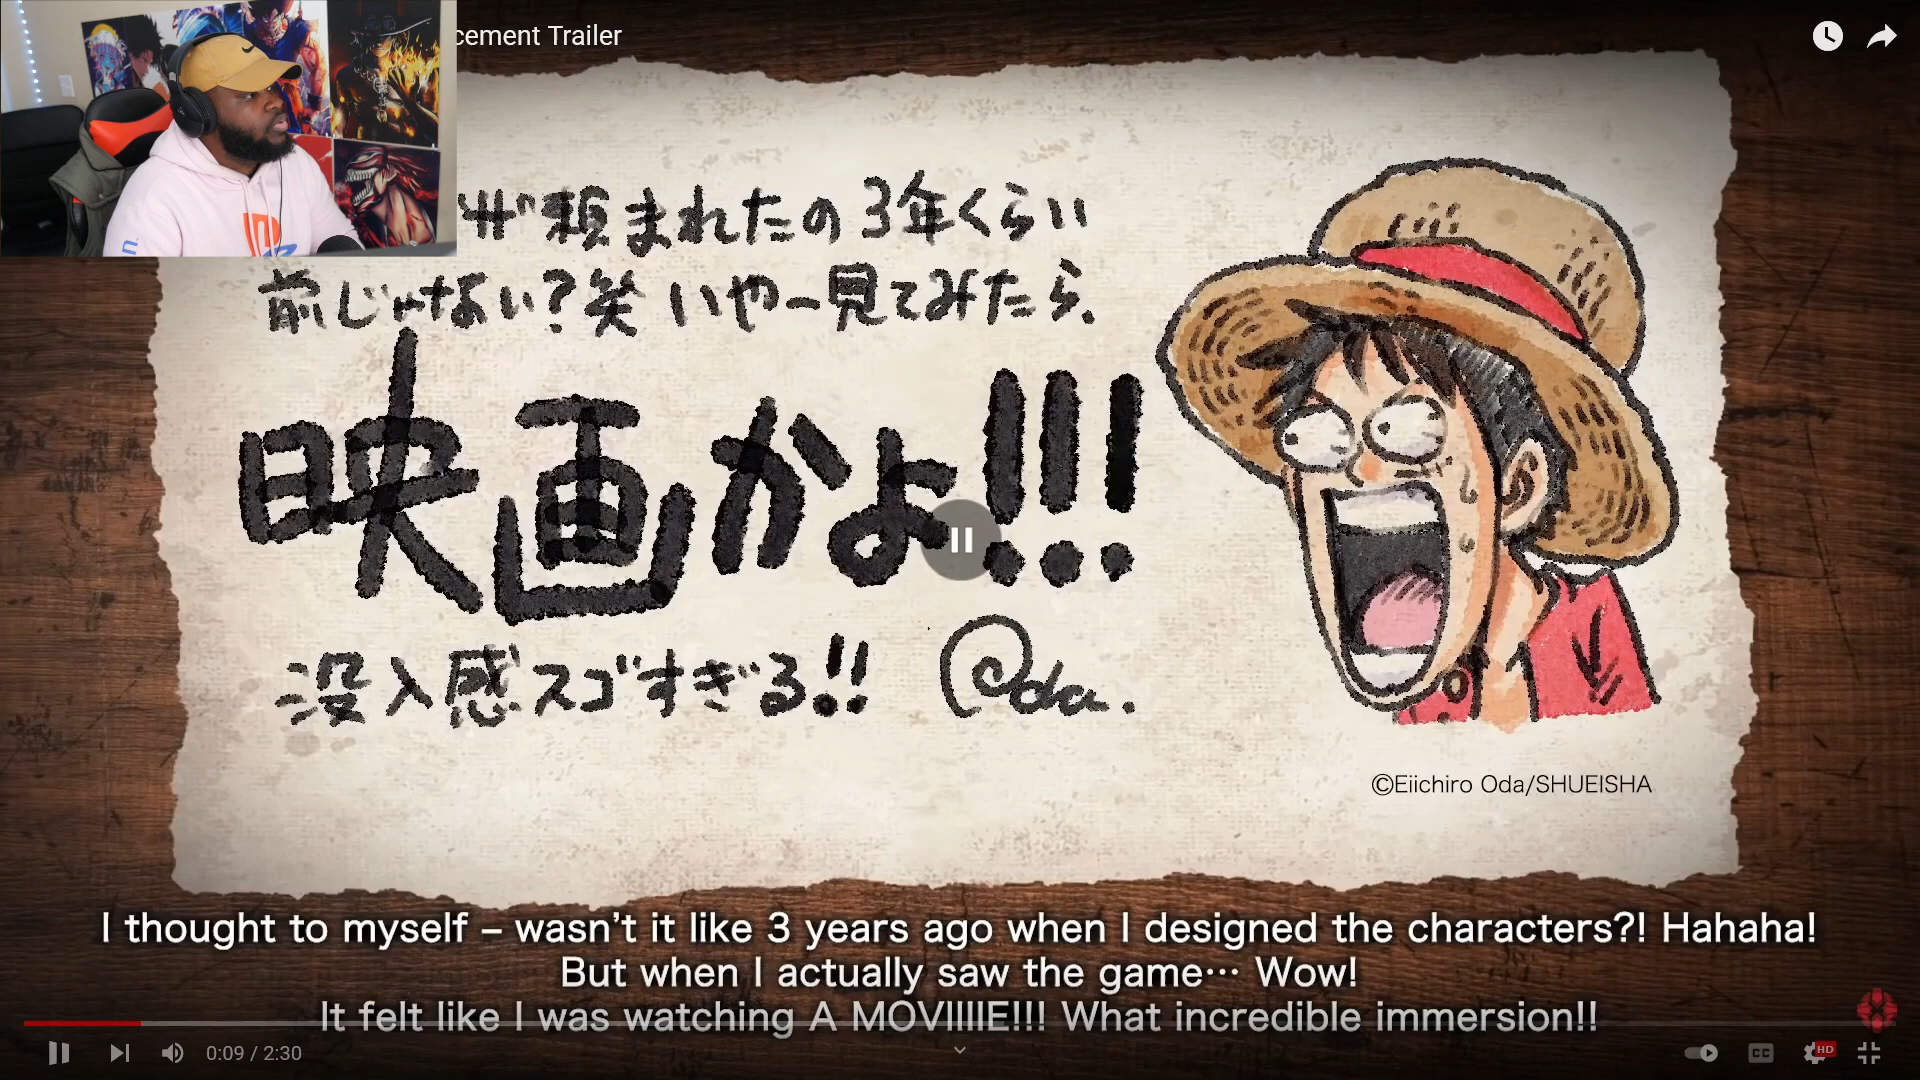 cement Trailer
が頼まれたの3年くらい
前じゃない?笑 いやー見てみたら、
映画かよ!!!
没入感スゴすぎる!! @da.
©Eiichiro Oda/SHUEISHA
I thought to myself – wasn't it like 3 years ago when I designed the characters?! Hahaha!
But when I actually saw the game… Wow!
It felt like I was watching A MOVIIIIE!!! What incredible immersion!!
0:09 / 2:30
CC
HD